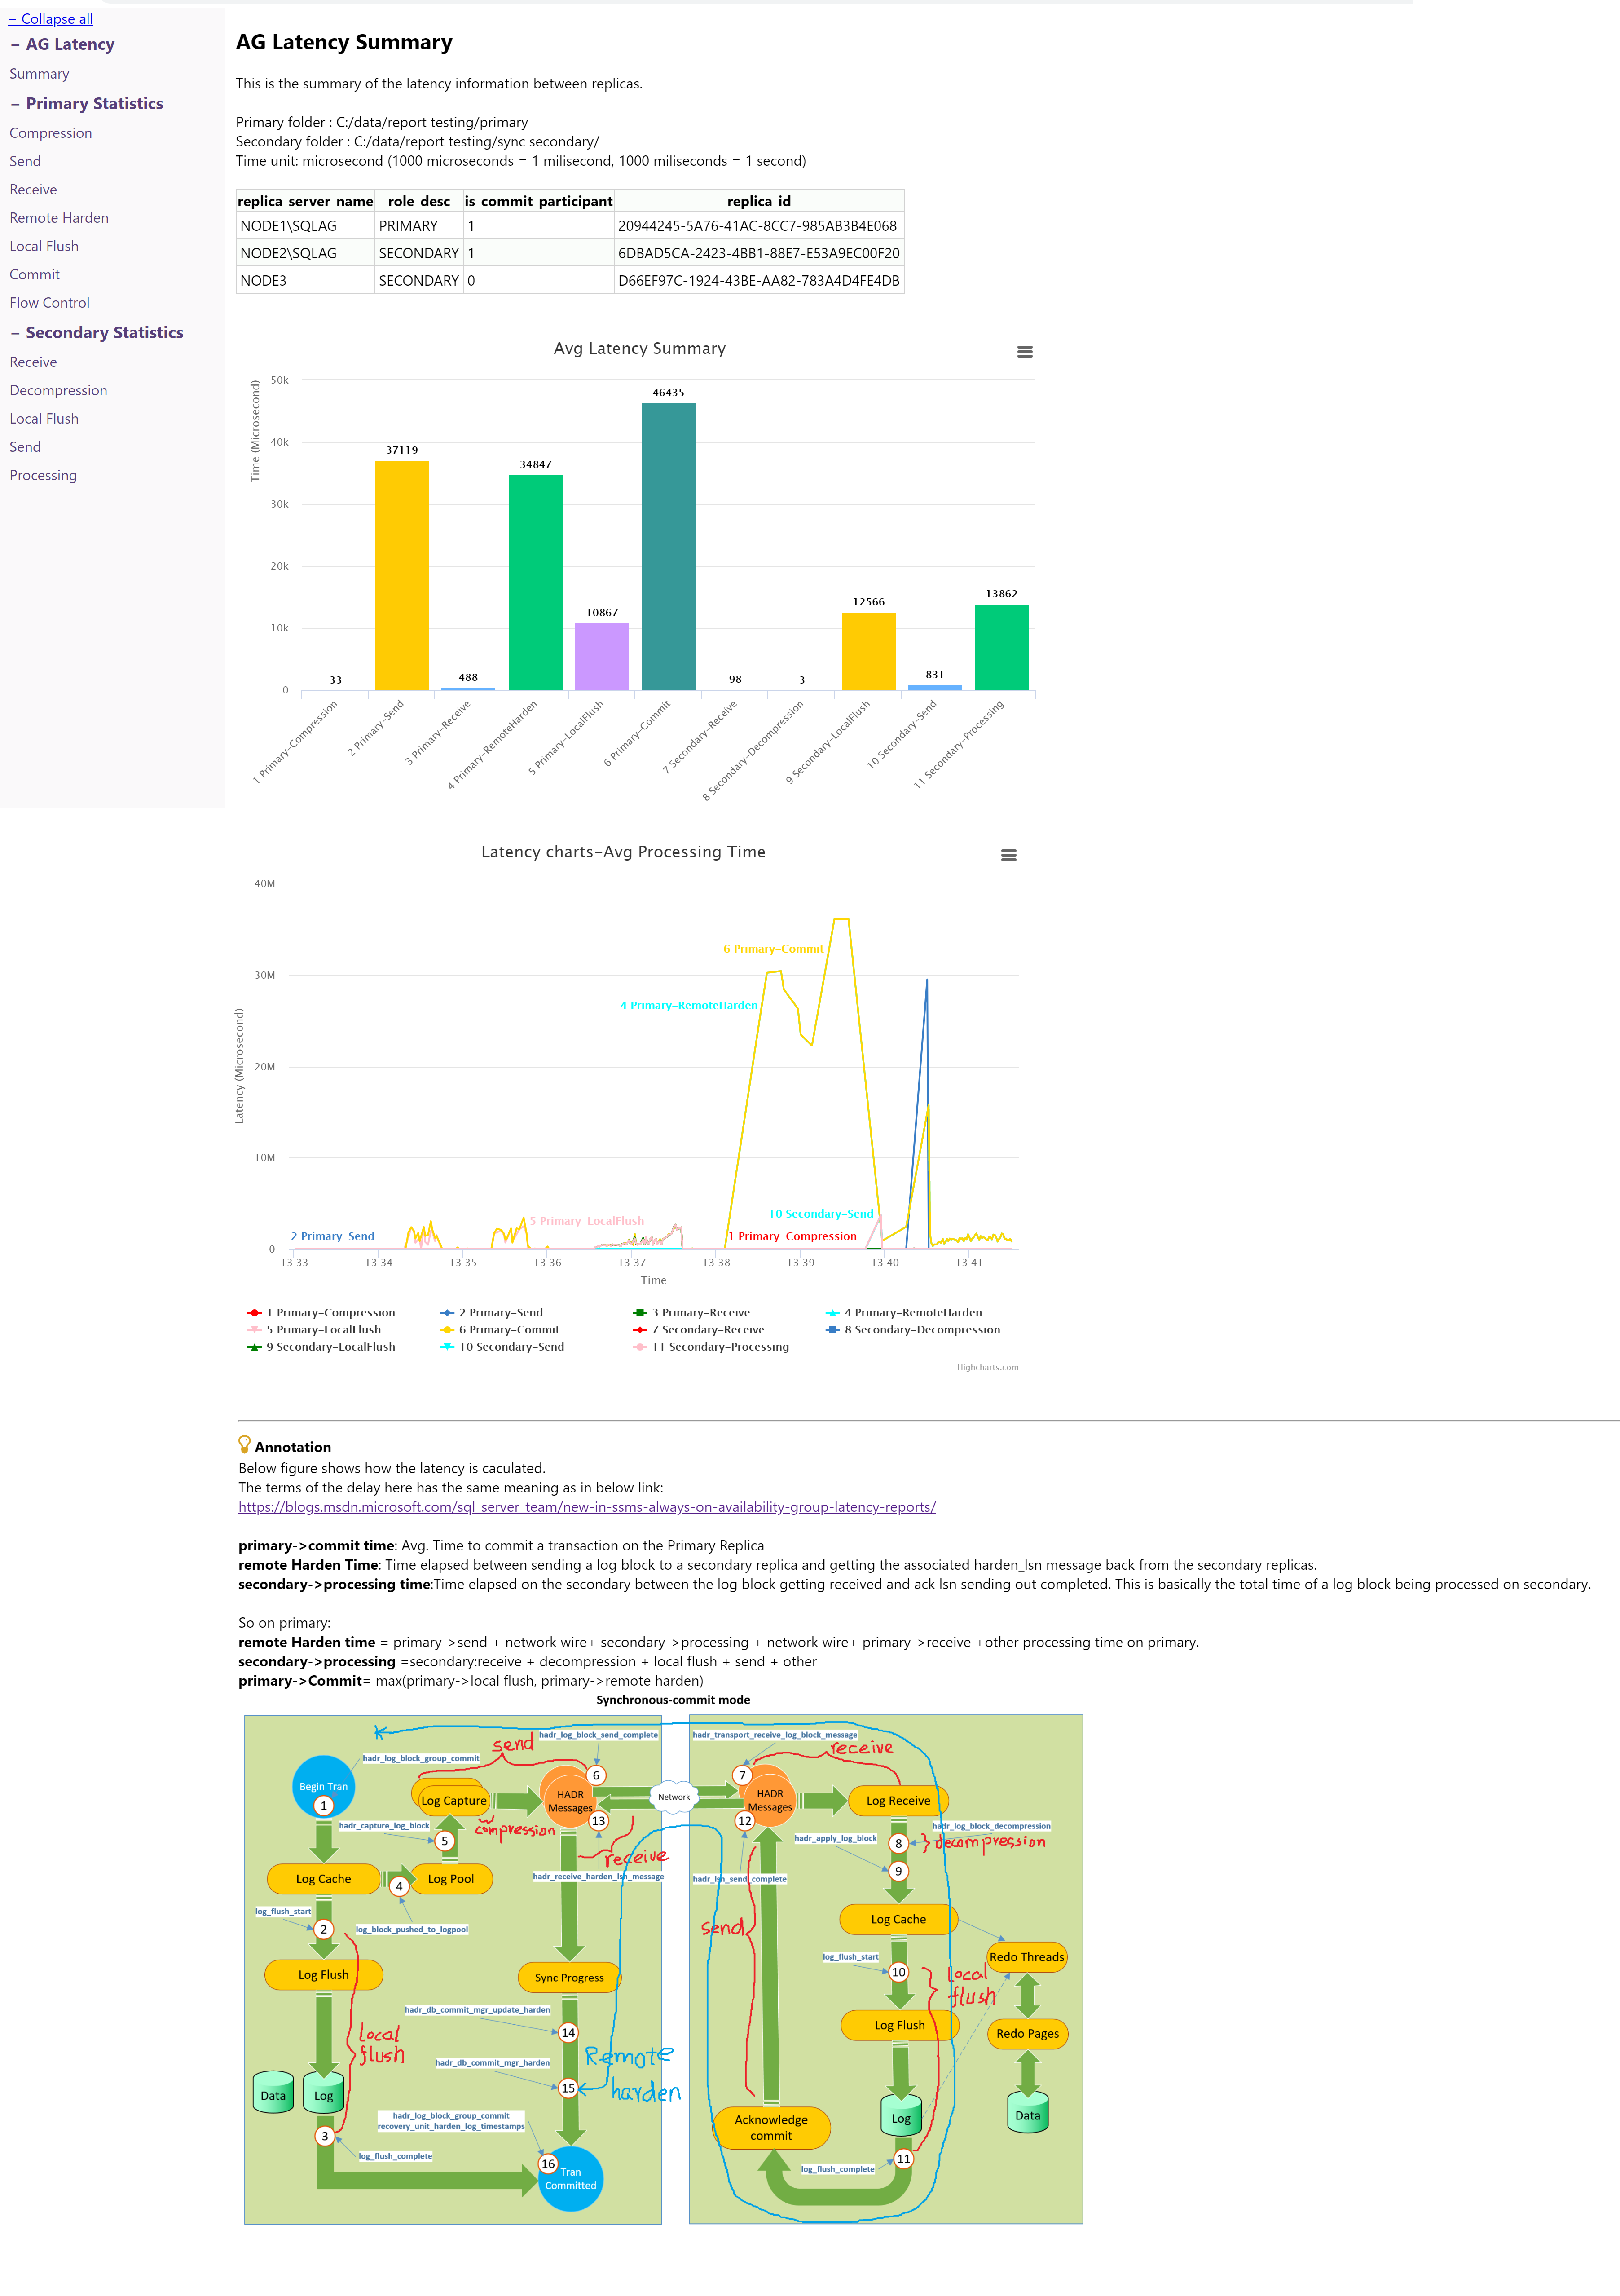 – Collapse all
– AG Latency
Summary
– Primary Statistics
Compression
Send
Receive
Remote Harden
Local Flush
Commit
Flow Control
– Secondary Statistics
Receive
Decompression
Local Flush
Send
Processing
AG Latency Summary
This is the summary of the latency information between replicas.
Primary folder : C:/data/report testing/primary
Secondary folder : C:/data/report testing/sync secondary/
Time unit: microsecond (1000 microseconds = 1 milisecond, 1000 miliseconds = 1 second)
replica_server_name role_desc is_commit_participant replica_id
NODE1\SQLAG PRIMARY 1 20944245-5A76-41AC-8CC7-985AB3B4E068
NODE2\SQLAG SECONDARY 1 6DBAD5CA-2423-4BB1-88E7-E53A9EC00F20
NODE3 SECONDARY 0 D66EF97C-1924-43BE-AA82-783A4D4FE4DB
Avg Latency Summary
Time (Microsecond)
50k
40k
30k
20k
10k
0
33
37119
488
34847
10867
46435
98
3
12566
831
13862
1 Primary–Compression
2 Primary–Send
3 Primary–Receive
4 Primary–RemoteHarden
5 Primary–LocalFlush
6 Primary–Commit
7 Secondary–Receive
8 Secondary–Decompression
9 Secondary–LocalFlush
10 Secondary–Send
11 Secondary–Processing
Latency charts–Avg Processing Time
Latency (Microsecond)
40M
30M
20M
10M
0
6 Primary–Commit
4 Primary–RemoteHarden
5 Primary–LocalFlush
10 Secondary–Send
2 Primary–Send
1 Primary–Compression
13:33 13:34 13:35 13:36 13:37 13:38 13:39 13:40 13:41
Time
1 Primary–Compression 2 Primary–Send 3 Primary–Receive 4 Primary–RemoteHarden
5 Primary–LocalFlush 6 Primary–Commit 7 Secondary–Receive 8 Secondary–Decompression
9 Secondary–LocalFlush 10 Secondary–Send 11 Secondary–Processing
Highcharts.com
Annotation
Below figure shows how the latency is caculated.
The terms of the delay here has the same meaning as in below link:
https://blogs.msdn.microsoft.com/sql_server_team/new-in-ssms-always-on-availability-group-latency-reports/
primary->commit time: Avg. Time to commit a transaction on the Primary Replica
remote Harden Time: Time elapsed between sending a log block to a secondary replica and getting the associated harden_lsn message back from the secondary replicas.
secondary->processing time:Time elapsed on the secondary between the log block getting received and ack lsn sending out completed. This is basically the total time of a log block being processed on secondary.
So on primary:
remote Harden time = primary->send + network wire+ secondary->processing + network wire+ primary->receive +other processing time on primary.
secondary->processing =secondary:receive + decompression + local flush + send + other
primary->Commit= max(primary->local flush, primary->remote harden)
Synchronous-commit mode
hadr_log_block_group_commit
Begin Tran
1
send
hadr_log_block_send_complete
6
Log Capture
compression
HADR
Messages
13
receive
hadr_receive_harden_lsn_message
hadr_capture_log_block
5
Log Cache
4
Log Pool
log_flush_start
2
log_block_pushed_to_logpool
Log Flush
local
flush
Data
Log
3
log_flush_complete
Sync Progress
hadr_db_commit_mgr_update_harden
14
hadr_db_commit_mgr_harden
15
Remote
harden
hadr_log_block_group_commit
recovery_unit_harden_log_timestamps
16
Tran
Committed
Network
hadr_transport_receive_log_block_message
7
receive
HADR
Messages
12
Log Receive
hadr_log_block_decompression
8
decompression
hadr_apply_log_block
9
hadr_lsn_send_complete
send
Log Cache
Redo Threads
log_flush_start
10
local
flush
Log Flush
Redo Pages
Log
Data
Acknowledge
commit
11
log_flush_complete